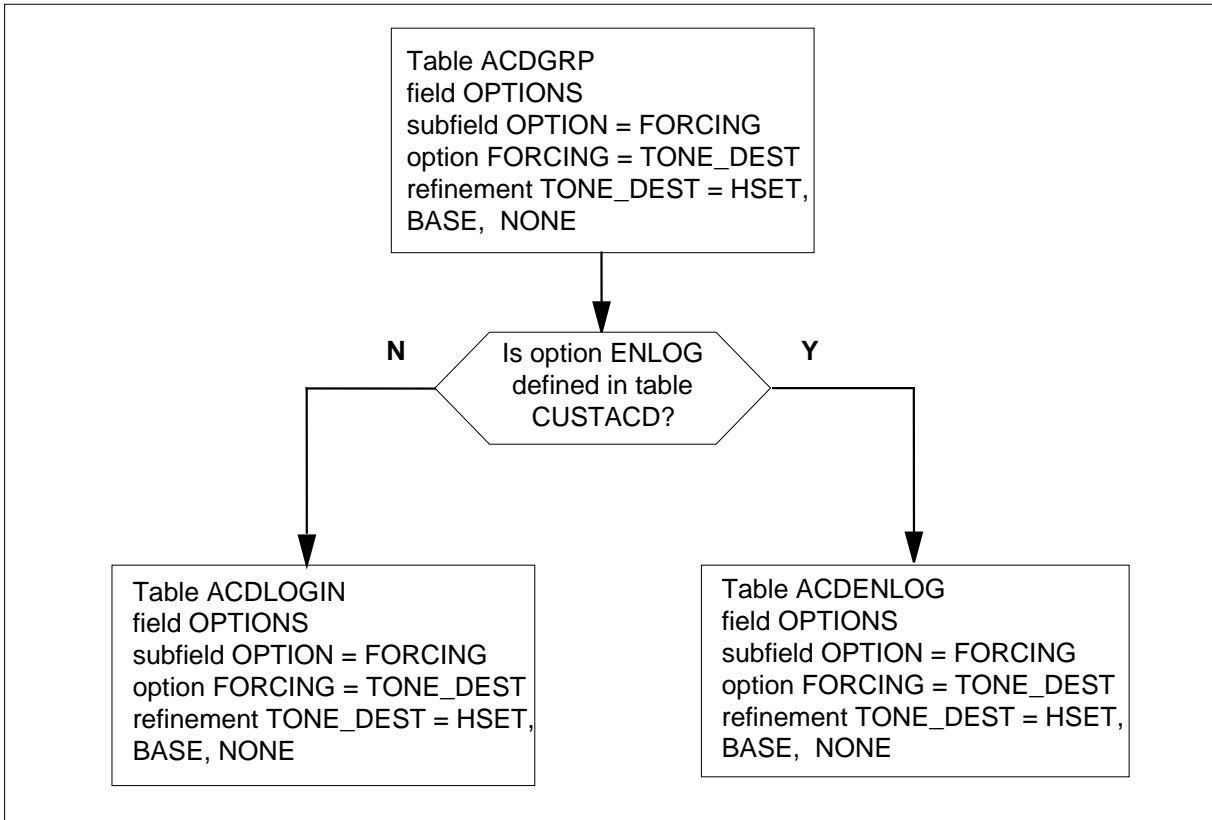 Table ACDGRP
field OPTIONS
subfield OPTION = FORCING
option FORCING = TONE_DEST
refinement TONE_DEST = HSET,
BASE,  NONE
N
Is option ENLOG
defined in table
CUSTACD?
Y
Table ACDLOGIN
field OPTIONS
subfield OPTION = FORCING
option FORCING = TONE_DEST
refinement TONE_DEST = HSET,
BASE, NONE
Table ACDENLOG
field OPTIONS
subfield OPTION = FORCING
option FORCING = TONE_DEST
refinement TONE_DEST = HSET,
BASE,  NONE